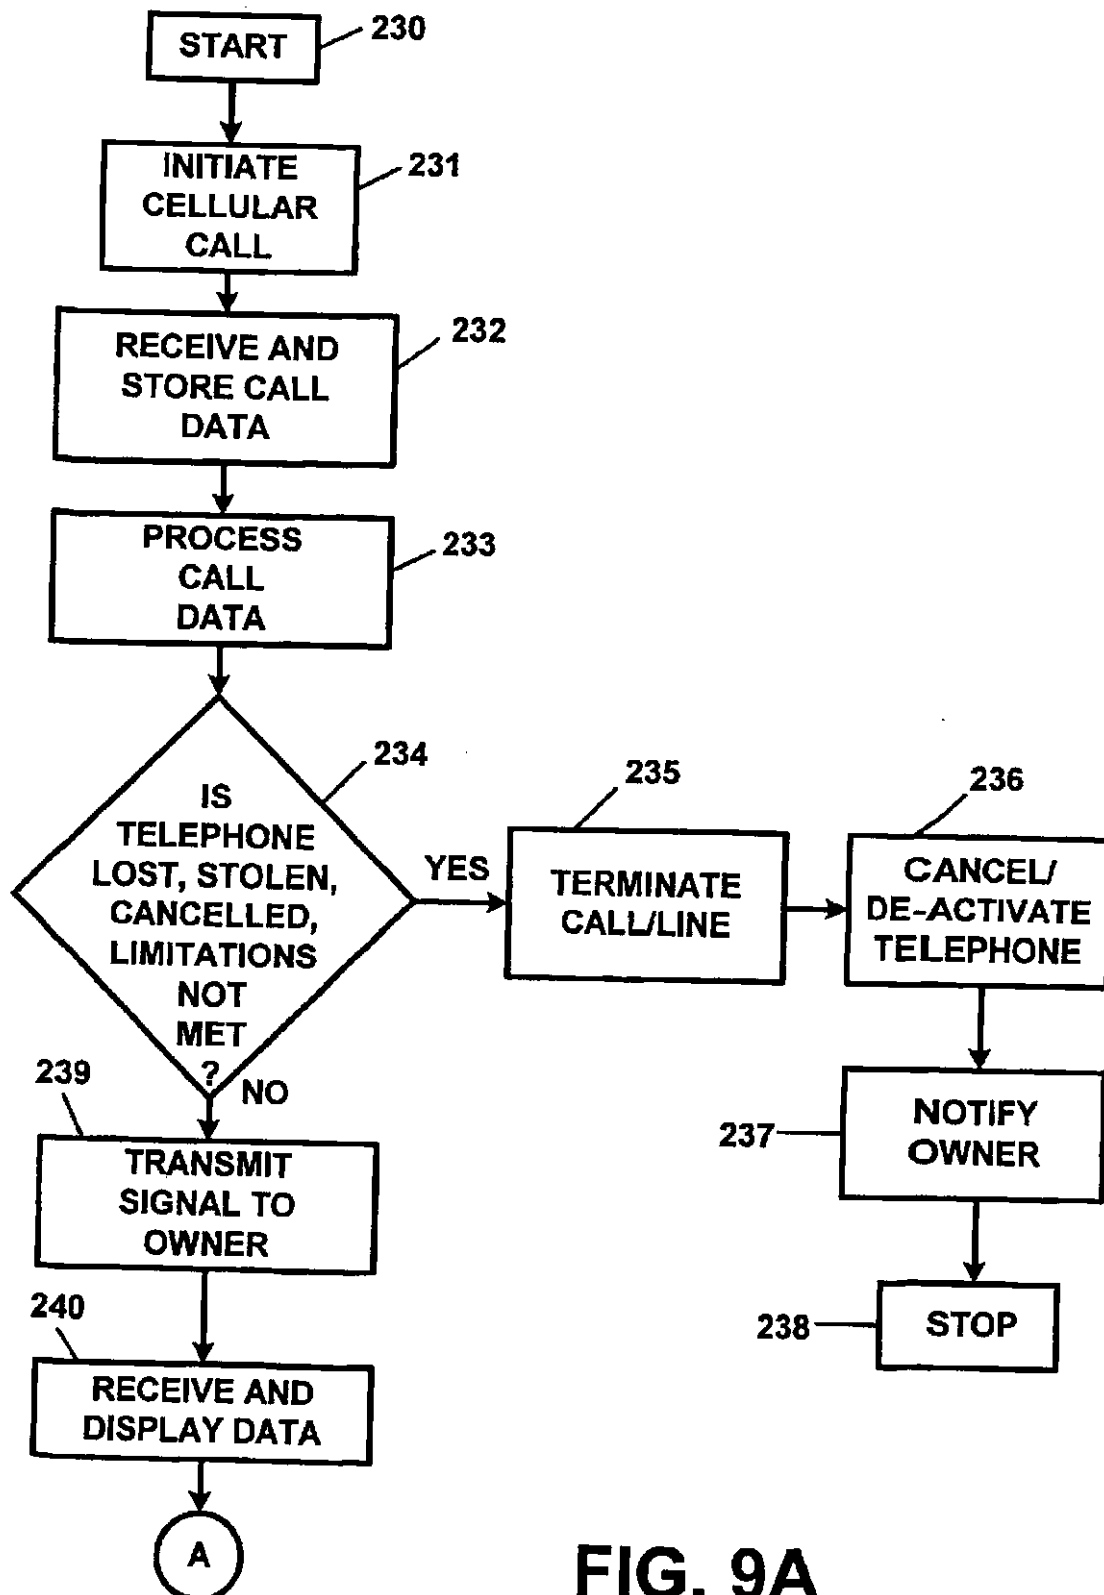 START
230
INITIATE
CELLULAR
CALL
231
RECEIVE AND
STORE CALL
DATA
232
PROCESS
CALL
DATA
233
IS
TELEPHONE
LOST, STOLEN,
CANCELLED,
LIMITATIONS
NOT
MET
?
234
YES
NO
TERMINATE
CALL/LINE
235
CANCEL/
DE-ACTIVATE
TELEPHONE
236
NOTIFY
OWNER
237
STOP
238
239
TRANSMIT
SIGNAL TO
OWNER
240
RECEIVE AND
DISPLAY DATA
A
FIG. 9A